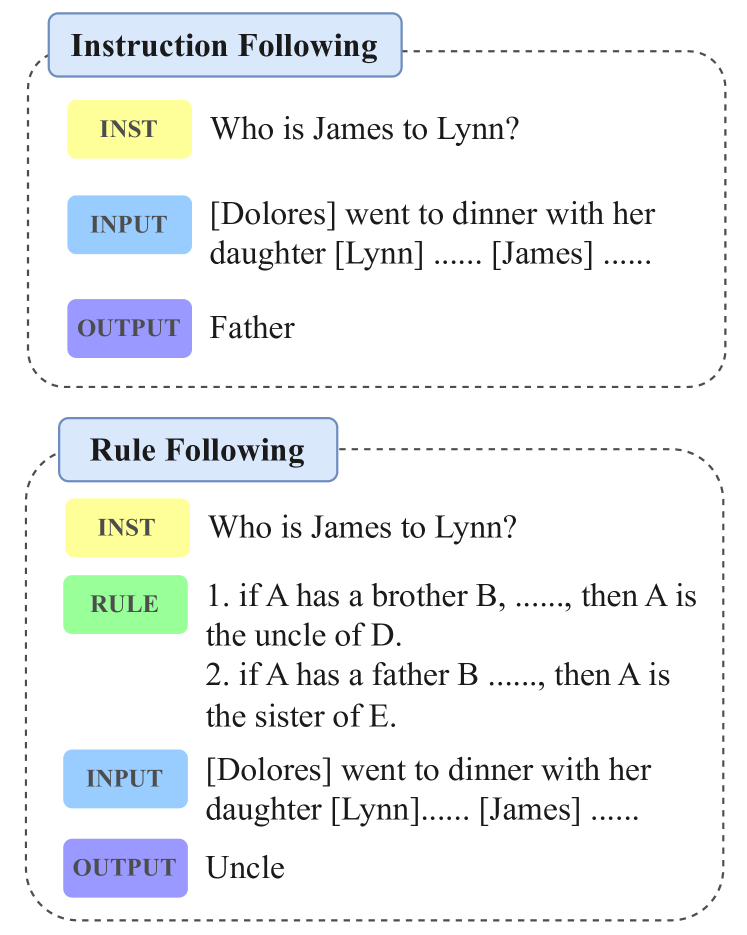 Instruction Following
INST
Who is James to Lynn?
INPUT
[Dolores] went to dinner with her
daughter [Lynn] ...... [James] ......
OUTPUT
Father
Rule Following
INST
Who is James to Lynn?
RULE
1. if A has a brother B, ......, then A is
the uncle of D.
2. if A has a father B ......, then A is
the sister of E.
INPUT
[Dolores] went to dinner with her
daughter [Lynn]...... [James] ......
OUTPUT
Uncle